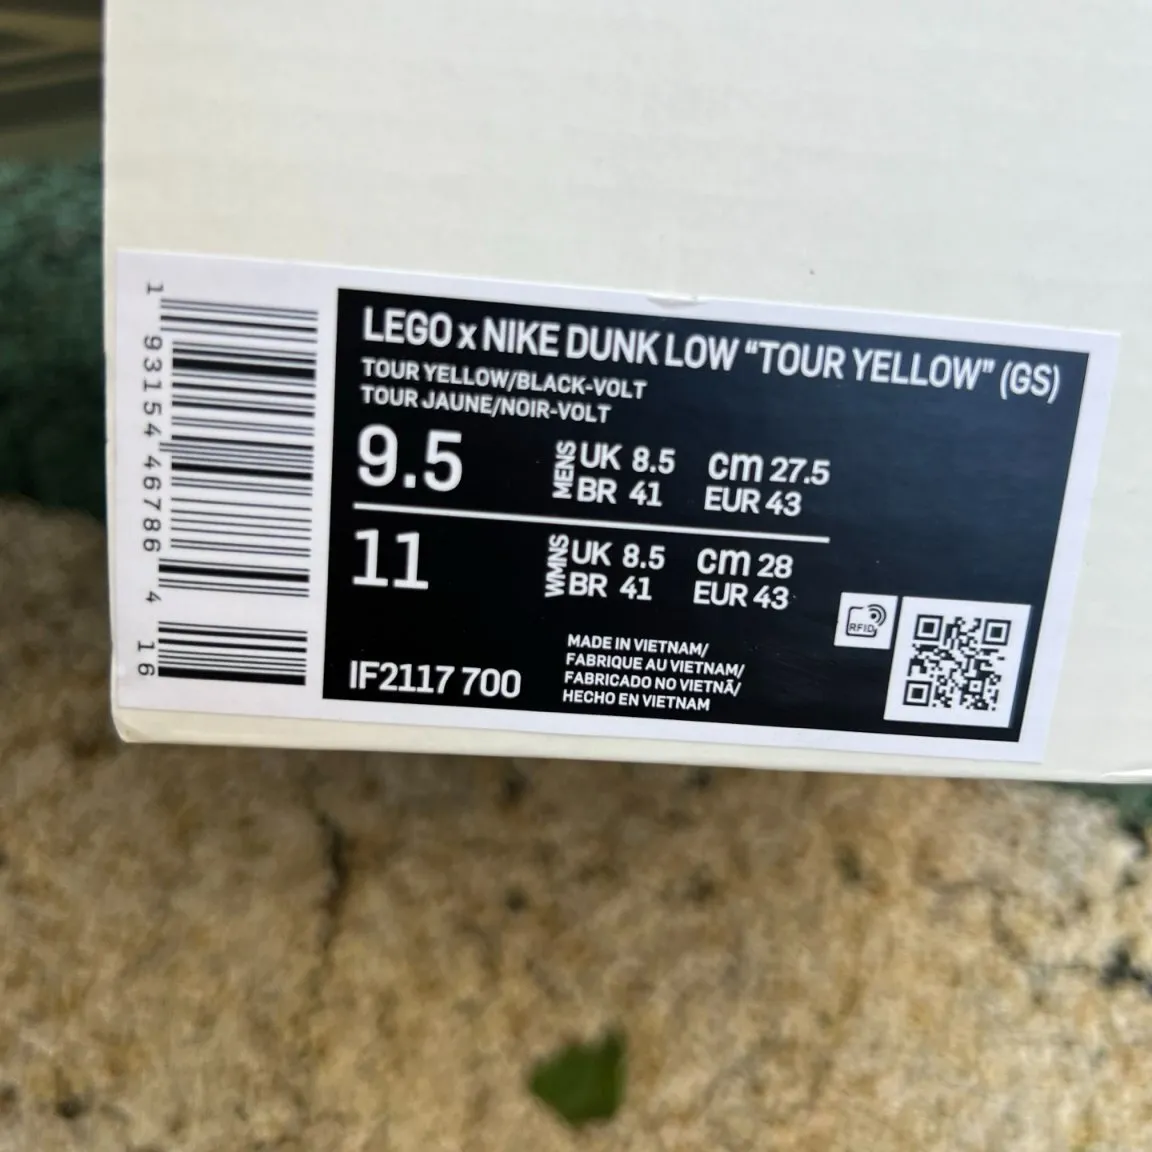 LEGO x NIKE DUNK LOW “TOUR YELLOW” (GS)
TOUR YELLOW/BLACK-VOLT
TOUR JAUNE/NOIR-VOLT
9.5
MENS
UK 8.5 cm 27.5
BR 41 EUR 43
11
WMNS
UK 8.5 cm 28
BR 41 EUR 43
IF2117 700
MADE IN VIETNAM/
FABRIQUE AU VIETNAM/
FABRICADO NO VIETNÃ/
HECHO EN VIETNAM
RFID
1 93154 46786 4 16